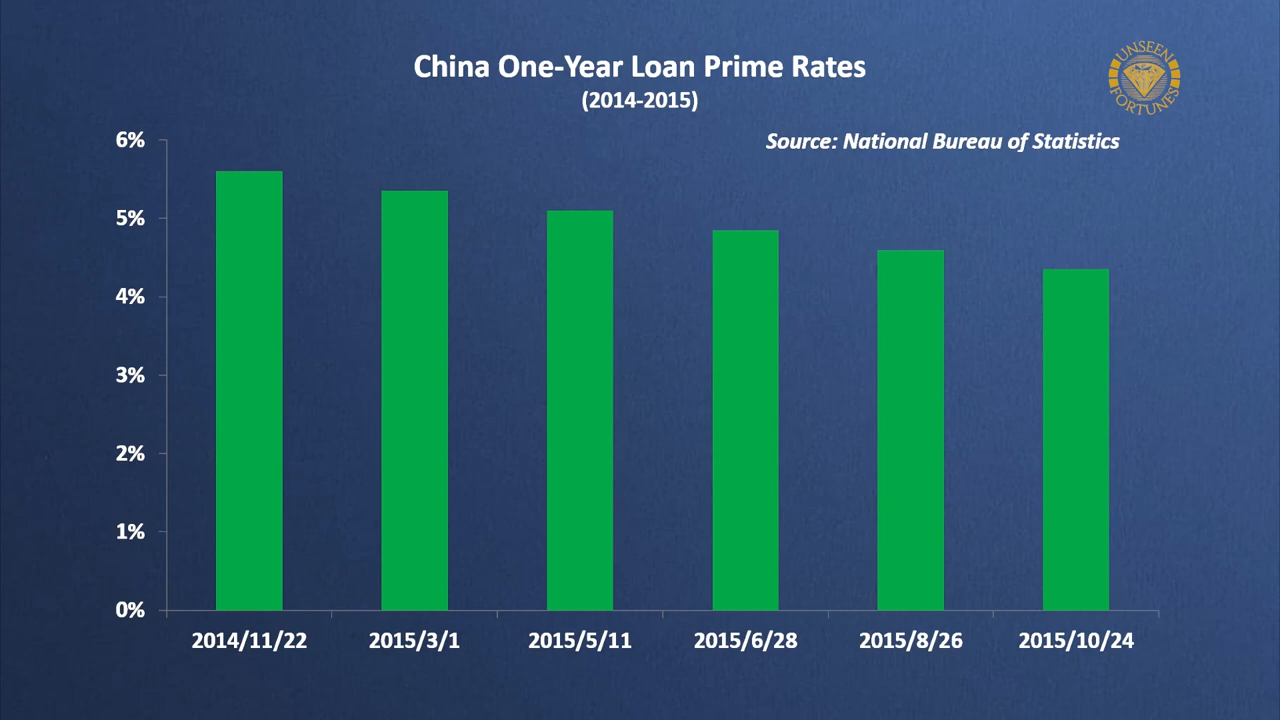 China One-Year Loan Prime Rates
(2014-2015)
UNSEEN
FORTUNES
Source: National Bureau of Statistics
6%
5%
4%
3%
2%
1%
0%
2014/11/22 2015/3/1 2015/5/11 2015/6/28 2015/8/26 2015/10/24